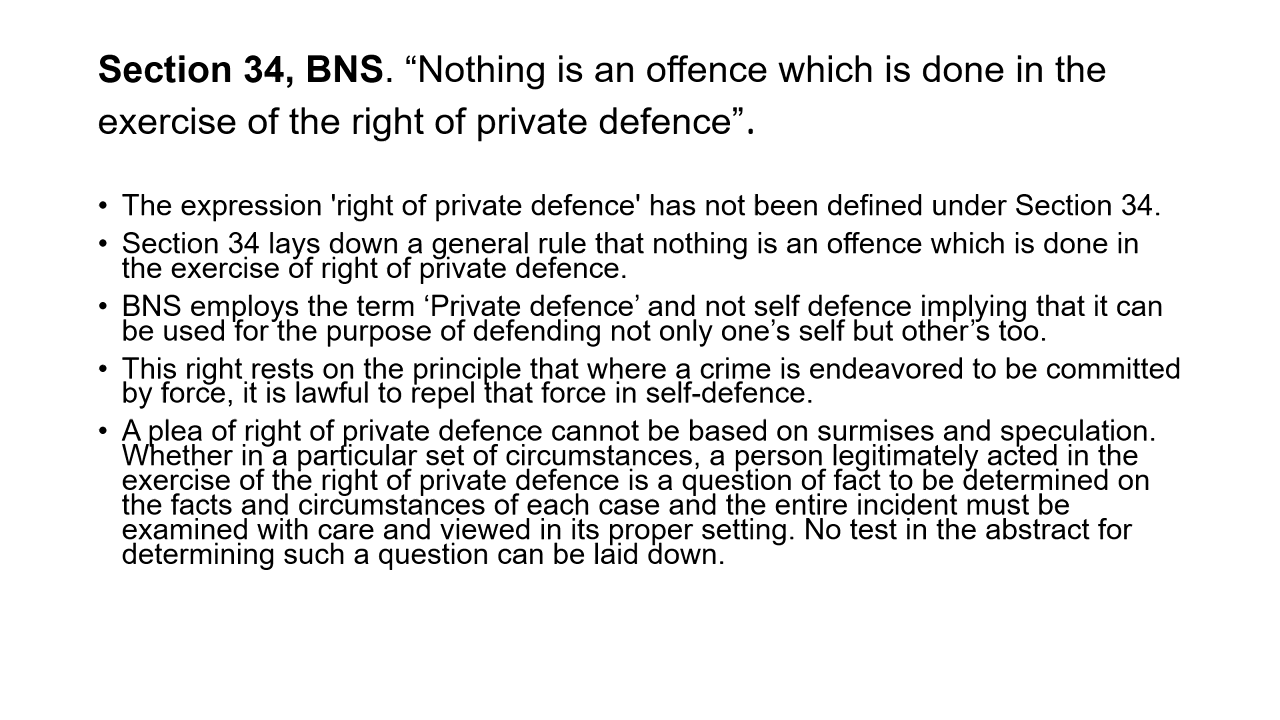 Section 34, BNS. “Nothing is an offence which is done in the
exercise of the right of private defence”.
• The expression 'right of private defence' has not been defined under Section 34.
• Section 34 lays down a general rule that nothing is an offence which is done in
the exercise of right of private defence.
• BNS employs the term ‘Private defence’ and not self defence implying that it can
be used for the purpose of defending not only one’s self but other’s too.
• This right rests on the principle that where a crime is endeavored to be committed
by force, it is lawful to repel that force in self-defence.
• A plea of right of private defence cannot be based on surmises and speculation.
Whether in a particular set of circumstances, a person legitimately acted in the
exercise of the right of private defence is a question of fact to be determined on
the facts and circumstances of each case and the entire incident must be
examined with care and viewed in its proper setting. No test in the abstract for
determining such a question can be laid down.